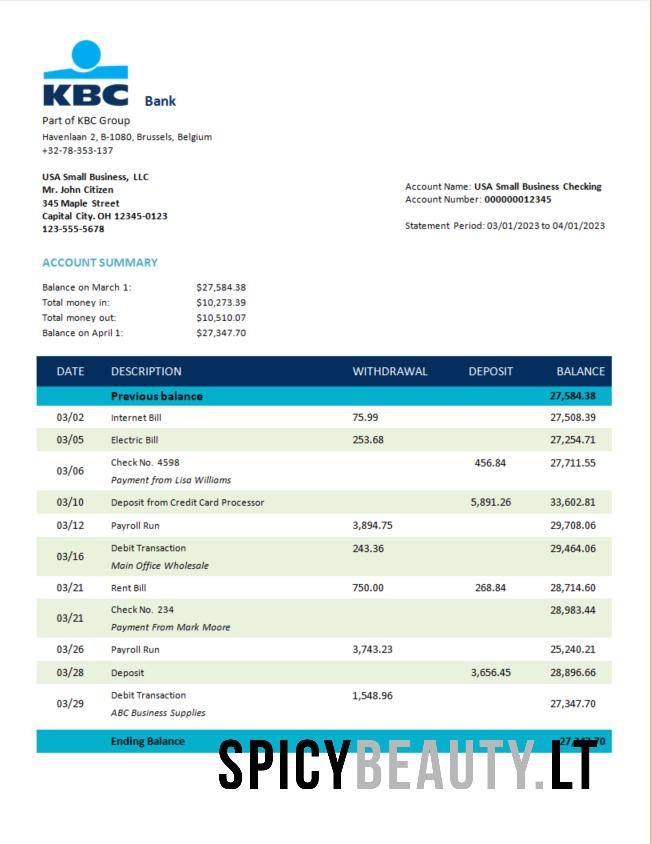 KBC Bank
Part of KBC Group
Havenlaan 2, B-1080, Brussels, Belgium
+32-78-353-137
USA Small Business, LLC
Mr. John Citizen
345 Maple Street
Capital City. OH 12345-0123
123-555-5678
Account Name: USA Small Business Checking
Account Number: 000000012345
Statement Period: 03/01/2023 to 04/01/2023
ACCOUNT SUMMARY
Balance on March 1: $27,584.38
Total money in: $10,273.39
Total money out: $10,510.07
Balance on April 1: $27,347.70
DATE DESCRIPTION WITHDRAWAL DEPOSIT BALANCE
Previous balance 27,584.38
03/02 Internet Bill 75.99 27,508.39
03/05 Electric Bill 253.68 27,254.71
03/06 Check No. 4598 456.84 27,711.55
Payment from Lisa Williams
03/10 Deposit from Credit Card Processor 5,891.26 33,602.81
03/12 Payroll Run 3,894.75 29,708.06
03/16 Debit Transaction 243.36 29,464.06
Main Office Wholesale
03/21 Rent Bill 750.00 268.84 28,714.60
03/21 Check No. 234 28,983.44
Payment From Mark Moore
03/26 Payroll Run 3,743.23 25,240.21
03/28 Deposit 3,656.45 28,896.66
03/29 Debit Transaction 1,548.96 27,347.70
ABC Business Supplies
Ending Balance
SPICYBEAUTY.LT